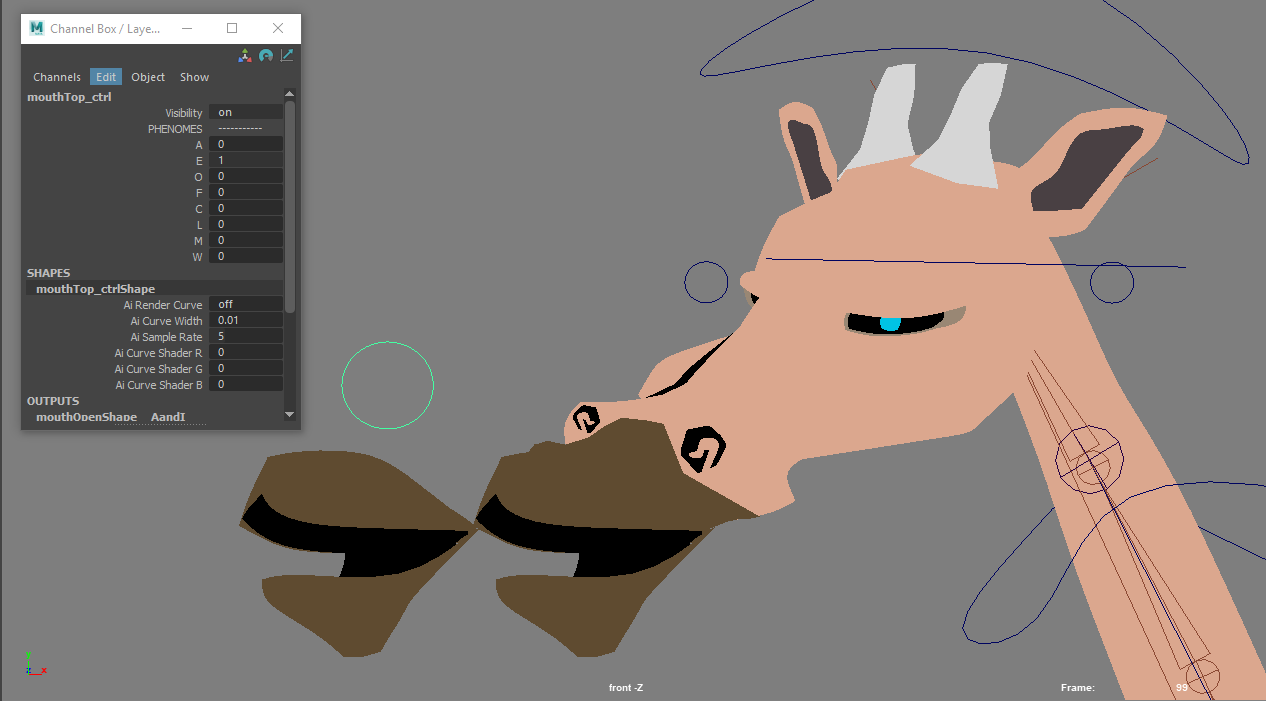 M Channel Box / Laye...
Channels Edit Object Show
mouthTop_ctrl
Visibility on
PHENOMES -----------
A 0
E 1
O 0
F 0
C 0
L 0
M 0
W 0
SHAPES
mouthTop_ctrlShape
Ai Render Curve off
Ai Curve Width 0.01
Ai Sample Rate 5
Ai Curve Shader R 0
Ai Curve Shader G 0
Ai Curve Shader B 0
OUTPUTS
mouthOpenShape AandI
y
z x
front -Z
Frame: 99